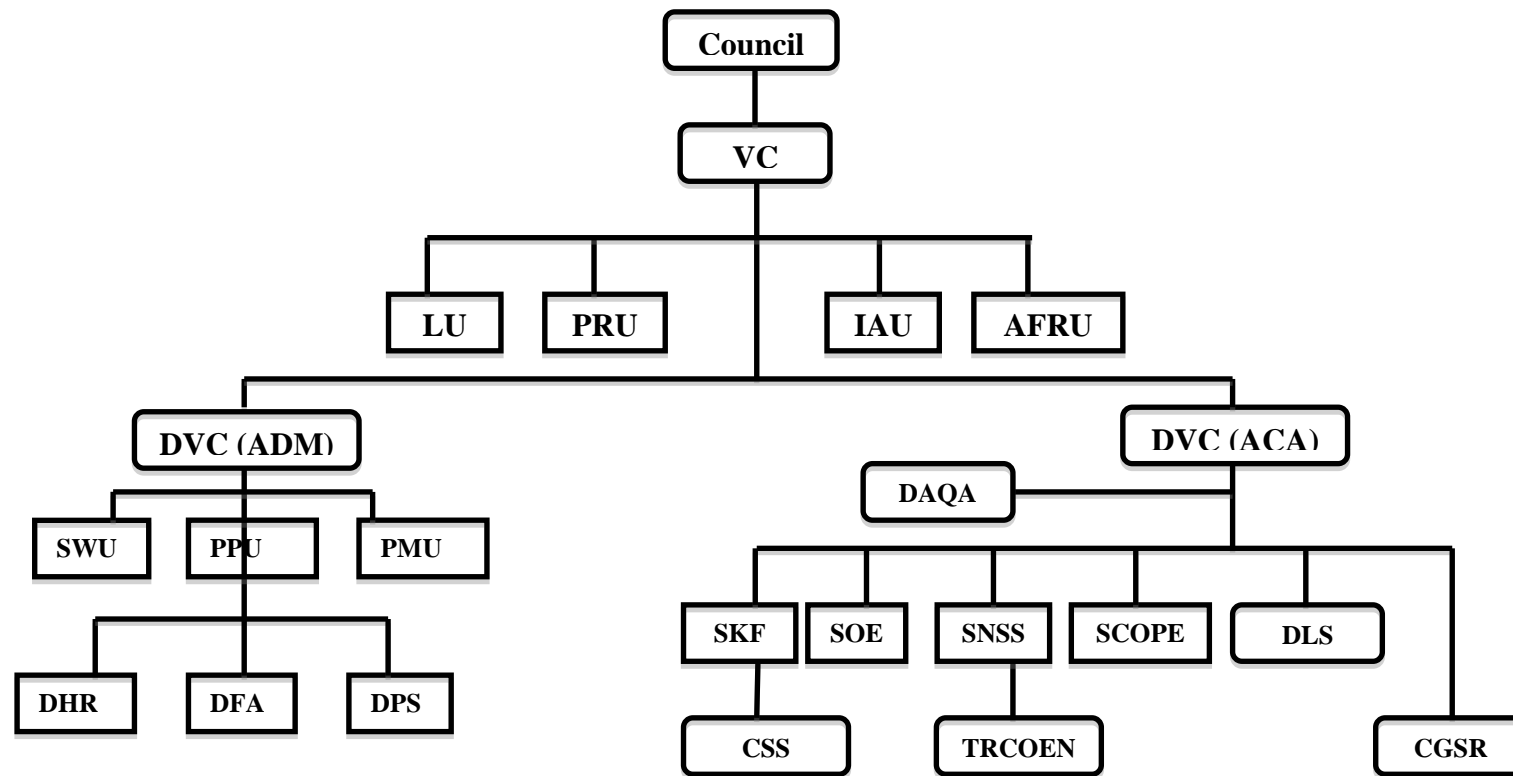 Council
VC
LU
PRU
IAU
AFRU
DVC (ADM)
DVC (ACA)
DAQA
SWU
PPU
PMU
SKF
SOE
SNSS
SCOPE
DLS
DHR
DFA
DPS
CSS
TRCOEN
CGSR